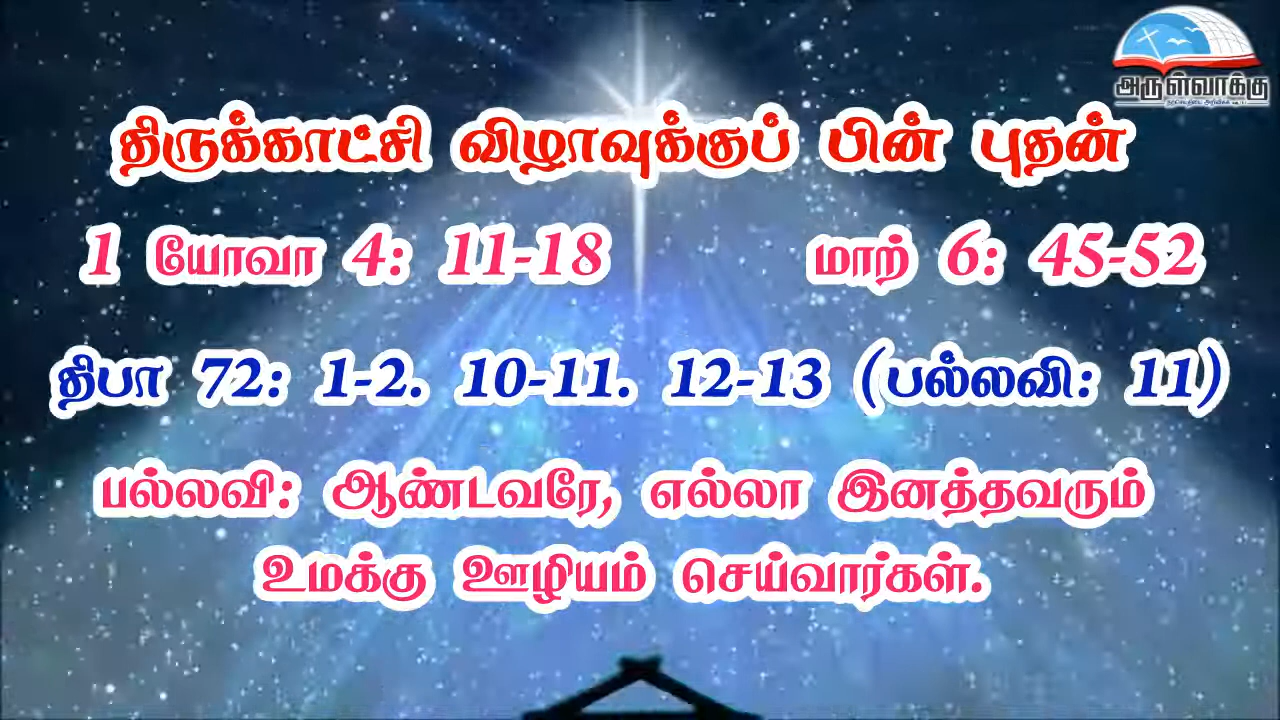 அருள்வாக்கு
திருக்காட்சி விழாவுக்குப் பின் புதன்
1 யோவா 4: 11-18 மாற் 6: 45-52
திபா 72: 1-2. 10-11. 12-13 (பல்லவி: 11)
பல்லவி: ஆண்டவரே, எல்லா இனத்தவரும்
உமக்கு ஊழியம் செய்வார்கள்.